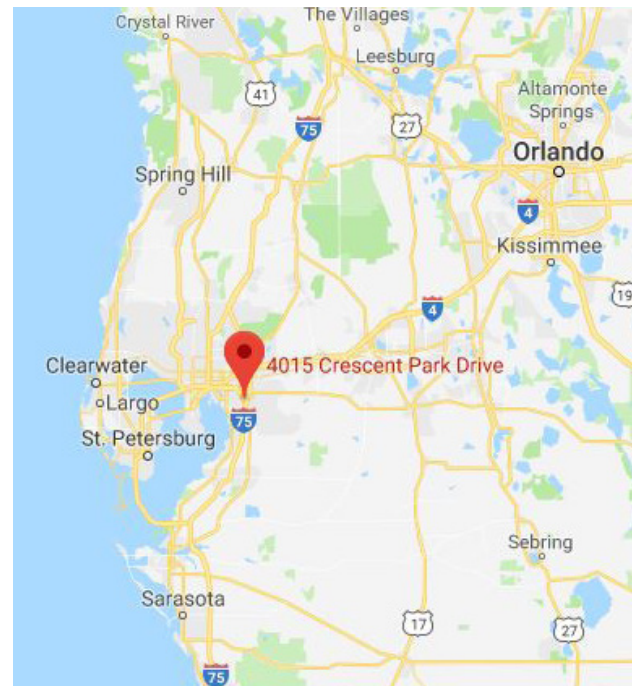 The Villages
Crystal River
Leesburg
41
Altamonte
Springs
75
27
Orlando
Spring Hill
4
Kissimmee
19
4
Clearwater
4015 Crescent Park Drive
Largo
75
St. Petersburg
Sebring
Sarasota
17
27
75